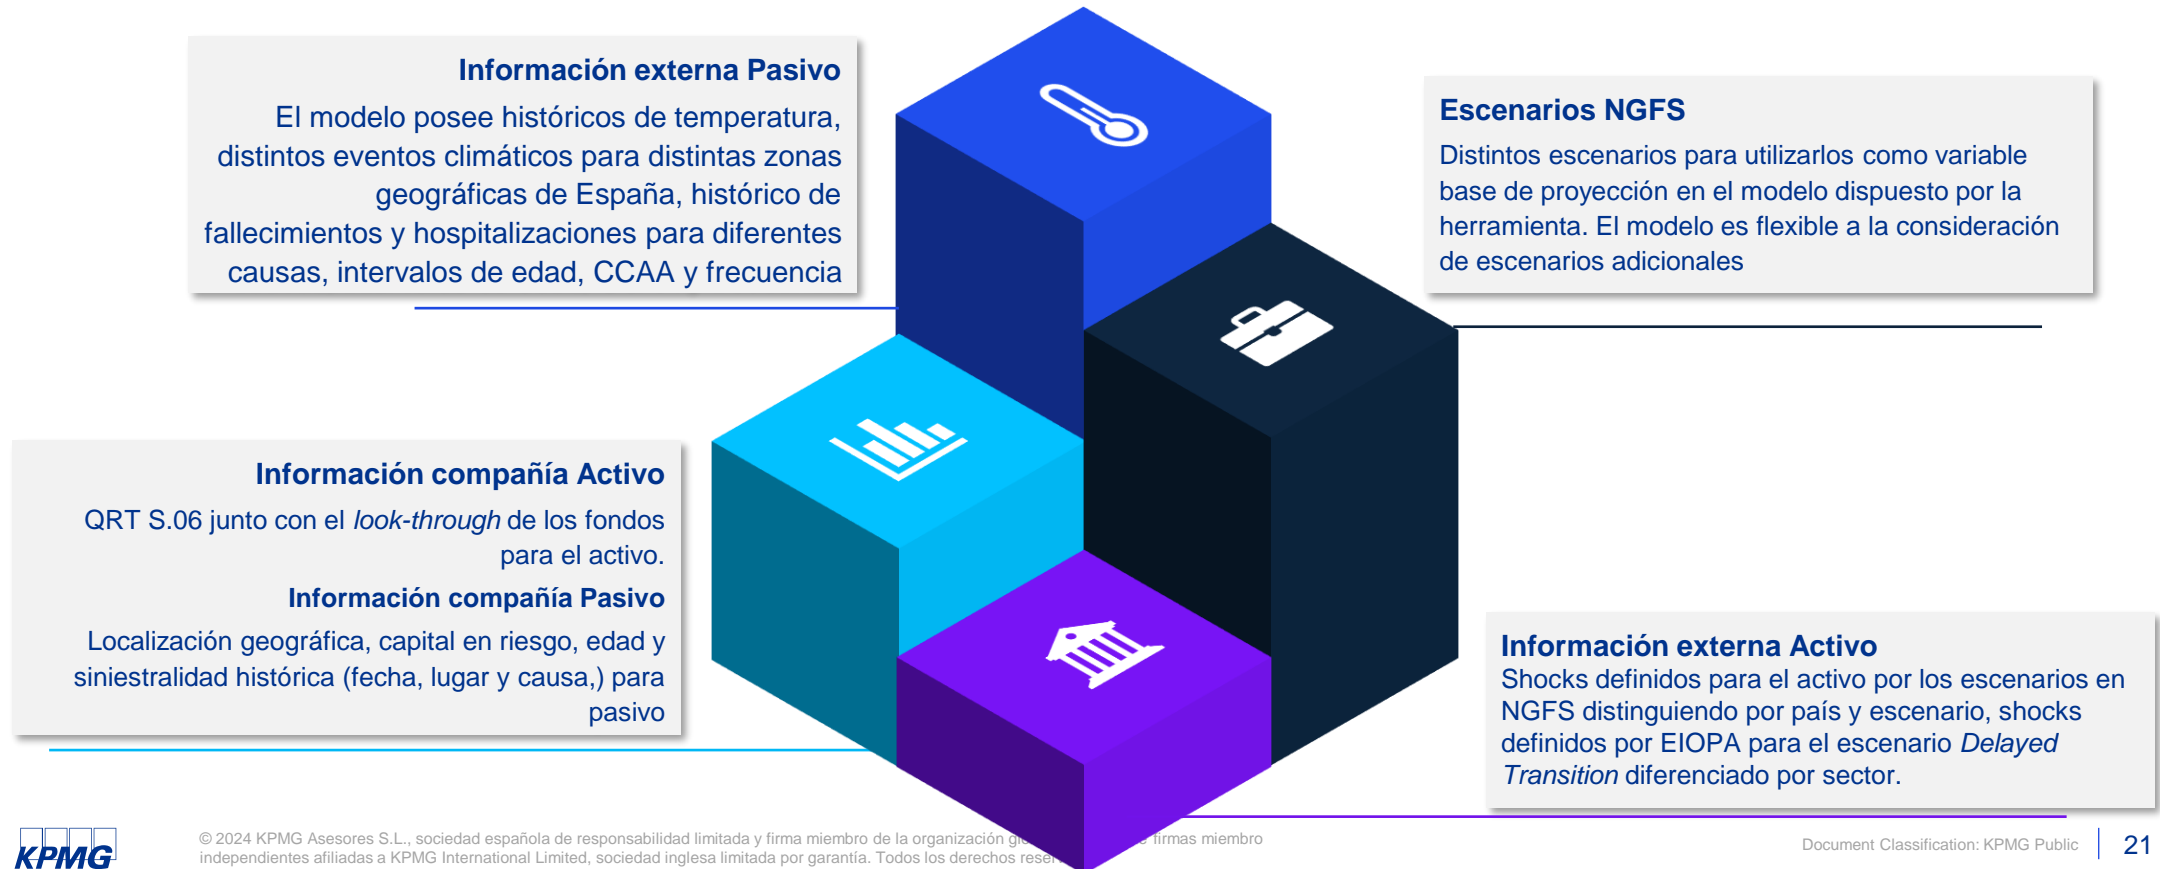 Información externa Pasivo
El modelo posee históricos de temperatura,
distintos eventos climáticos para distintas zonas
geográficas de España, histórico de
fallecimientos y hospitalizaciones para diferentes
causas, intervalos de edad, CCAA y frecuencia
Escenarios NGFS
Distintos escenarios para utilizarlos como variable
base de proyección en el modelo dispuesto por la
herramienta. El modelo es flexible a la consideración
de escenarios adicionales
Información compañía Activo
QRT S.06 junto con el look-through de los fondos
para el activo.
Información compañía Pasivo
Localización geográfica, capital en riesgo, edad y
siniestralidad histórica (fecha, lugar y causa,) para
pasivo
Información externa Activo
Shocks definidos para el activo por los escenarios en
NGFS distinguiendo por país y escenario, shocks
definidos por EIOPA para el escenario Delayed
Transition diferenciado por sector.
KPMG
© 2024 KPMG Asesores S.L., sociedad española de responsabilidad limitada y firma miembro de la organización firmas miembro
independientes afiliadas a KPMG International Limited, sociedad inglesa limitada por garantía. Todos los derechos
Document Classification: KPMG Public
21